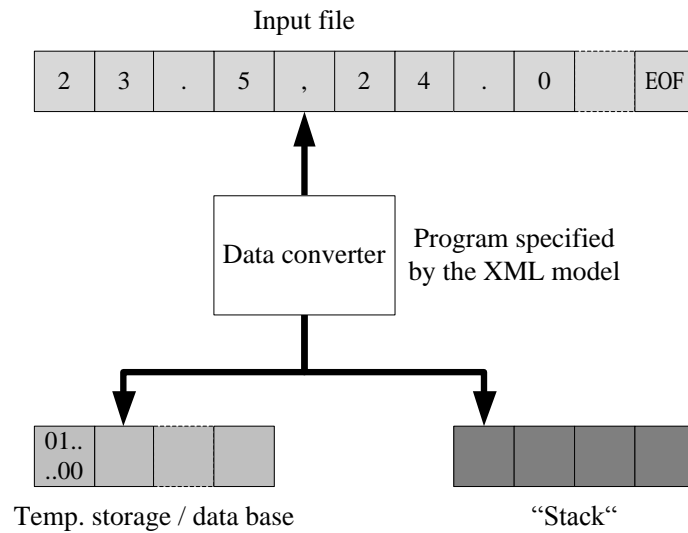 Input file
2 3 . 5 , 2 4 . 0 EOF
Data converter
Program specified
by the XML model
01..
..00
Temp. storage / data base
“Stack“